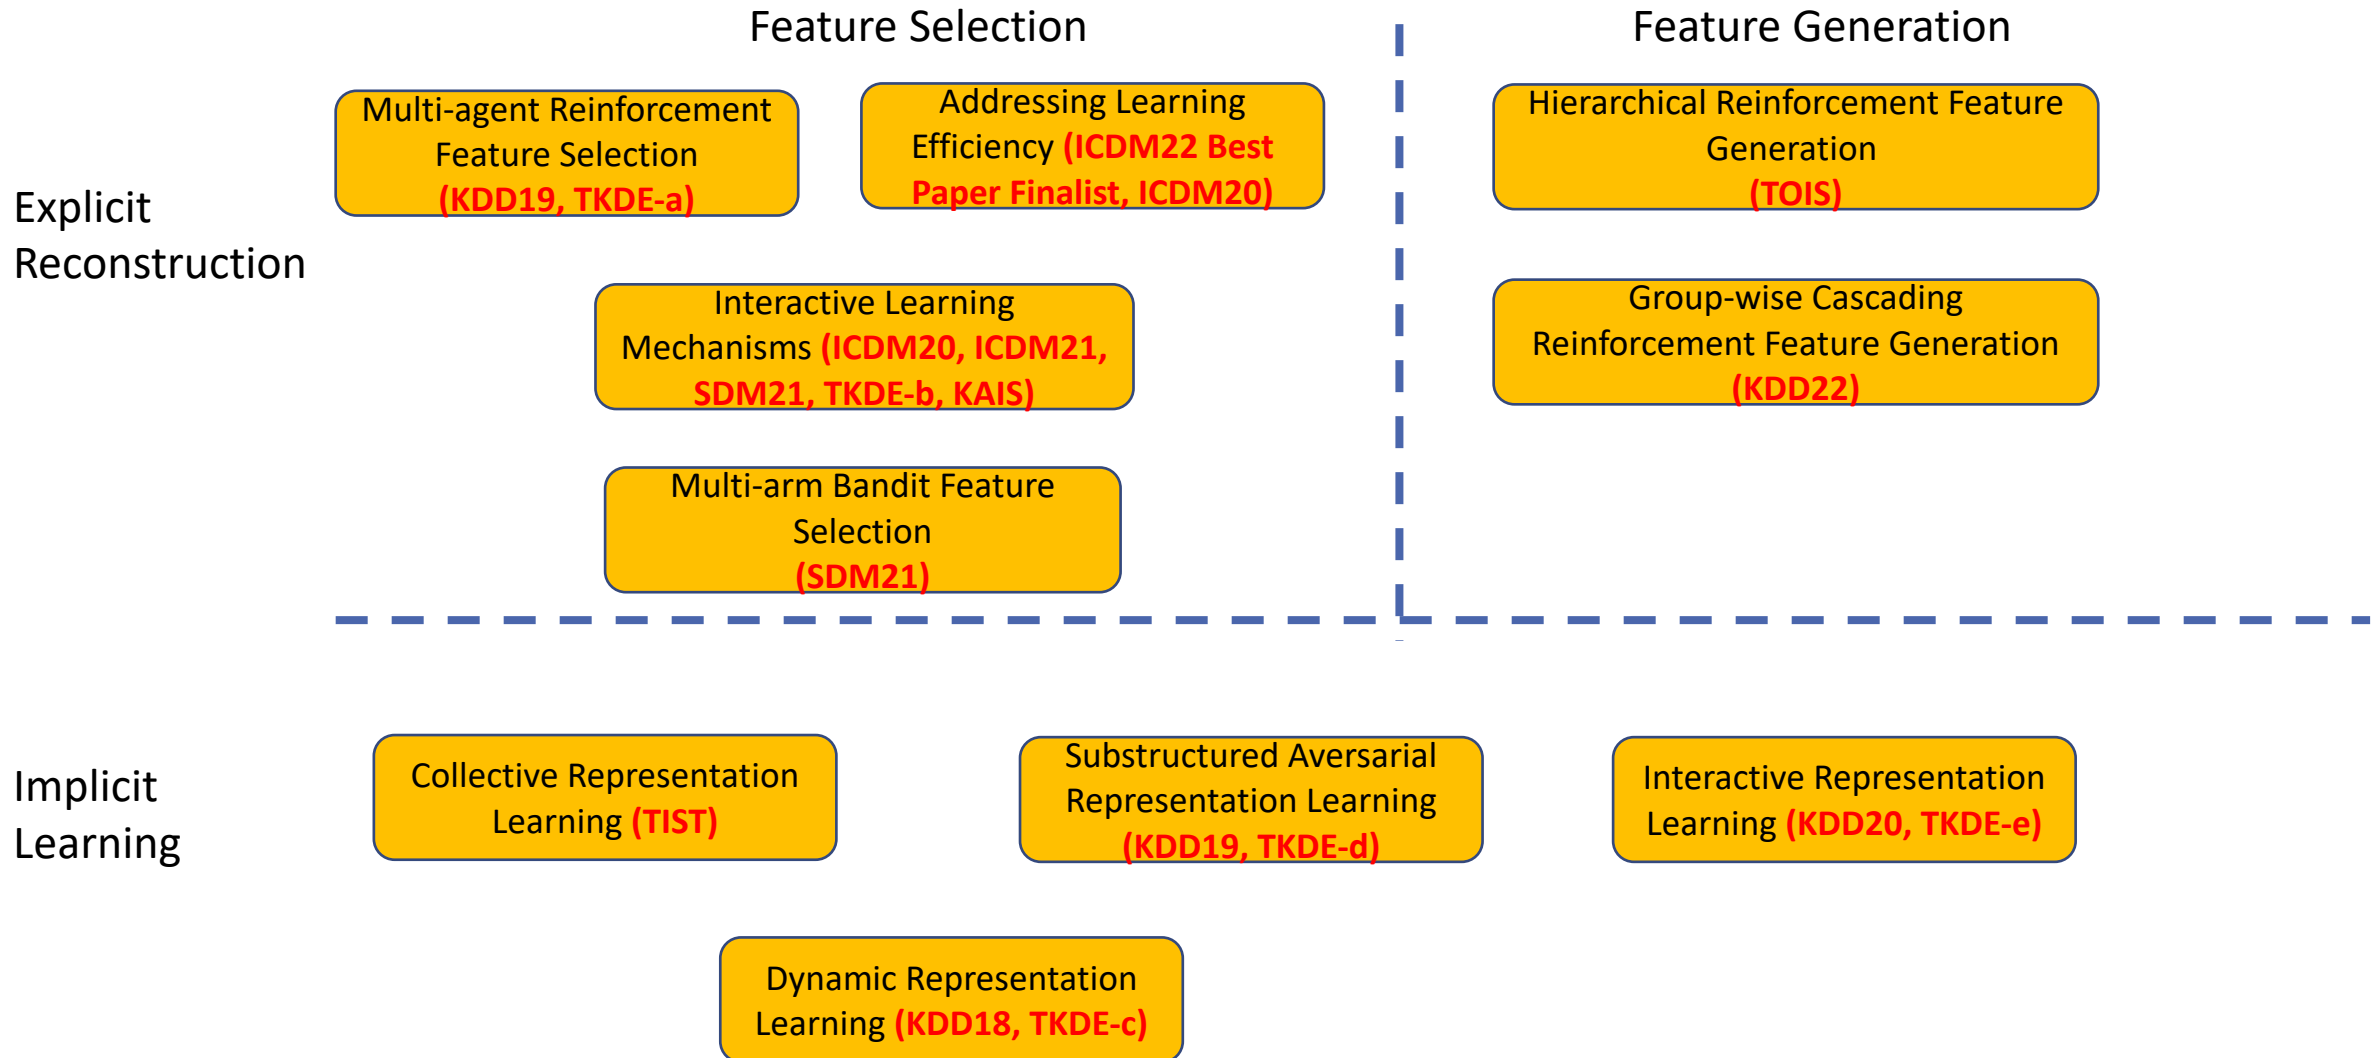 Feature Selection
Feature Generation
Explicit
Reconstruction
Multi-agent Reinforcement
Feature Selection
(KDD19, TKDE-a)
Addressing Learning
Efficiency (ICDM22 Best
Paper Finalist, ICDM20)
Hierarchical Reinforcement Feature
Generation
(TOIS)
Interactive Learning
Mechanisms (ICDM20, ICDM21,
SDM21, TKDE-b, KAIS)
Group-wise Cascading
Reinforcement Feature Generation
(KDD22)
Multi-arm Bandit Feature
Selection
(SDM21)
Implicit
Learning
Collective Representation
Learning (TIST)
Substructured Aversarial
Representation Learning
(KDD19, TKDE-d)
Interactive Representation
Learning (KDD20, TKDE-e)
Dynamic Representation
Learning (KDD18, TKDE-c)